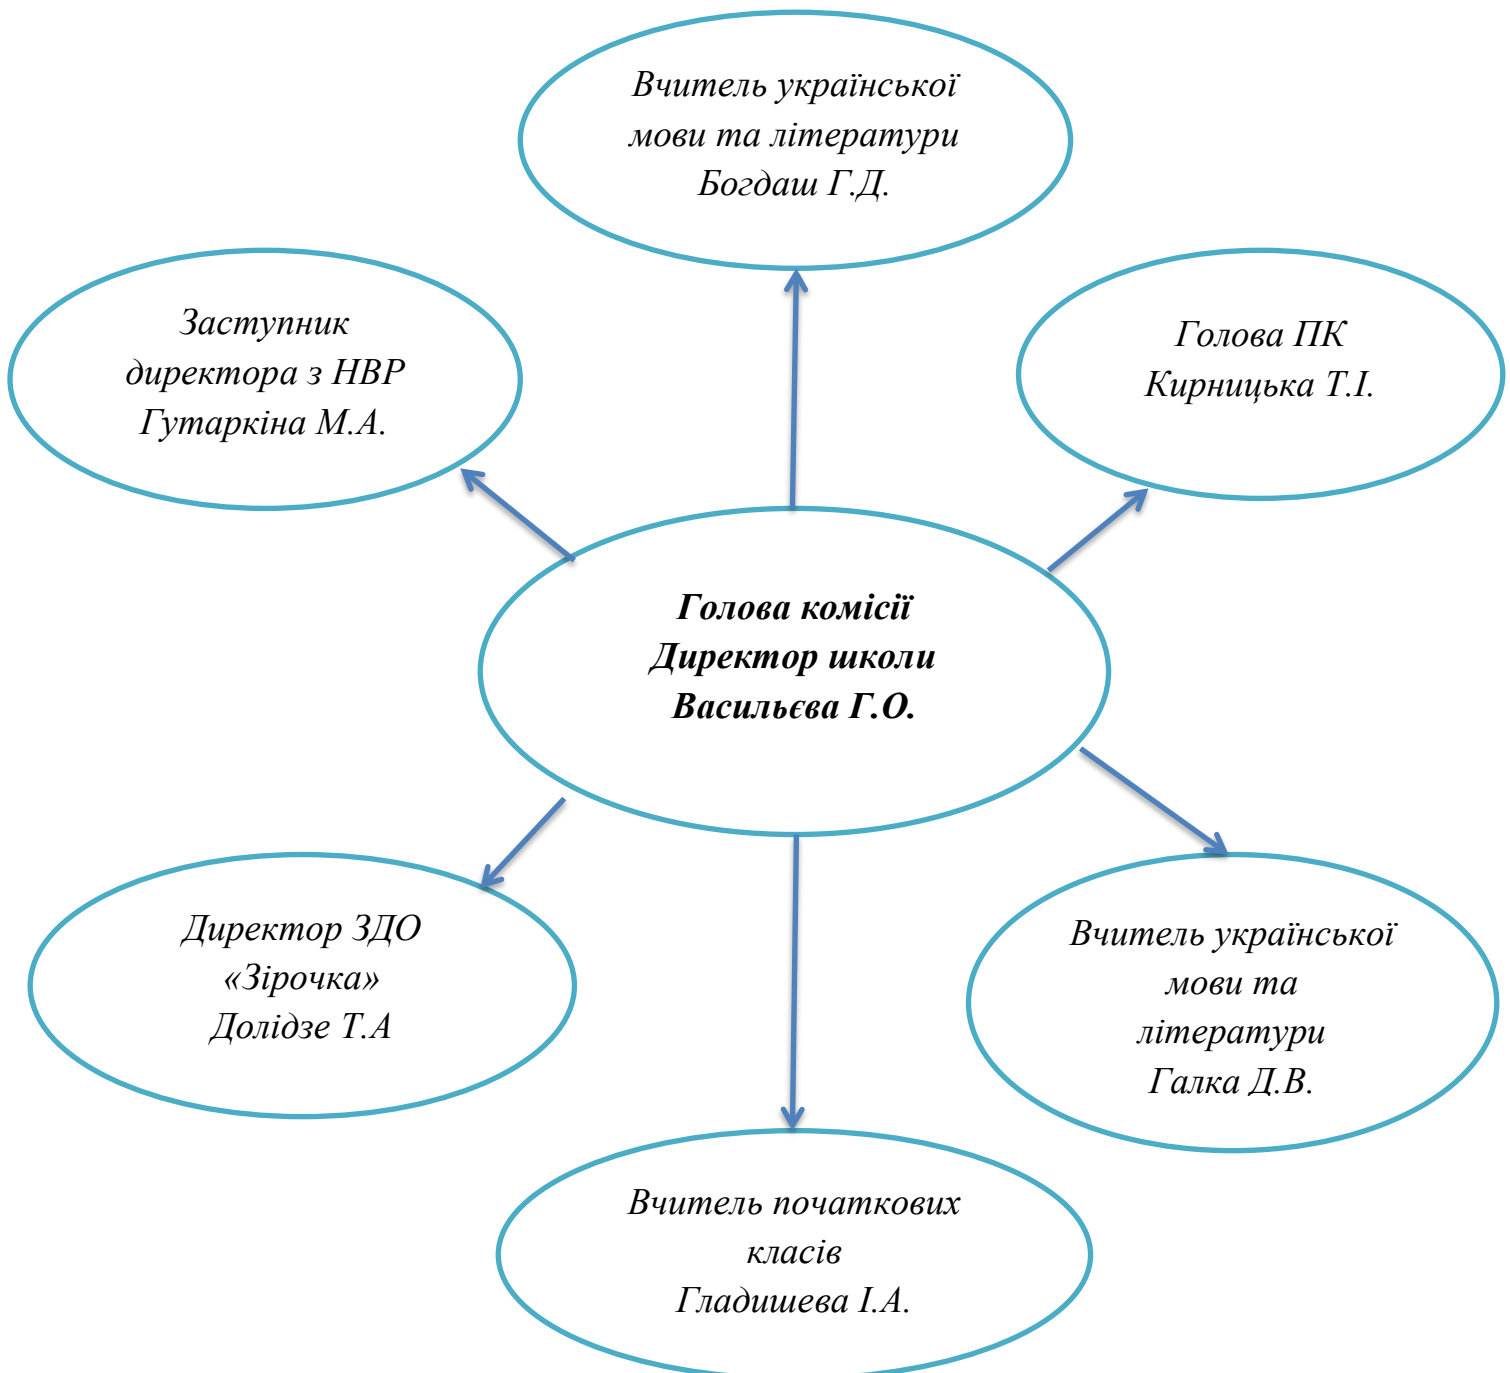 Вчитель української
мови та літератури
Богдаш Г.Д.
Заступник
директора з НВР
Гутаркіна М.А.
Голова ПК
Кирницька Т.І.
Голова комісії
Директор школи
Васильєва Г.О.
Директор ЗДО
«Зірочка»
Долідзе Т.А
Вчитель української
мови та
літератури
Галка Д.В.
Вчитель початкових
класів
Гладишева І.А.